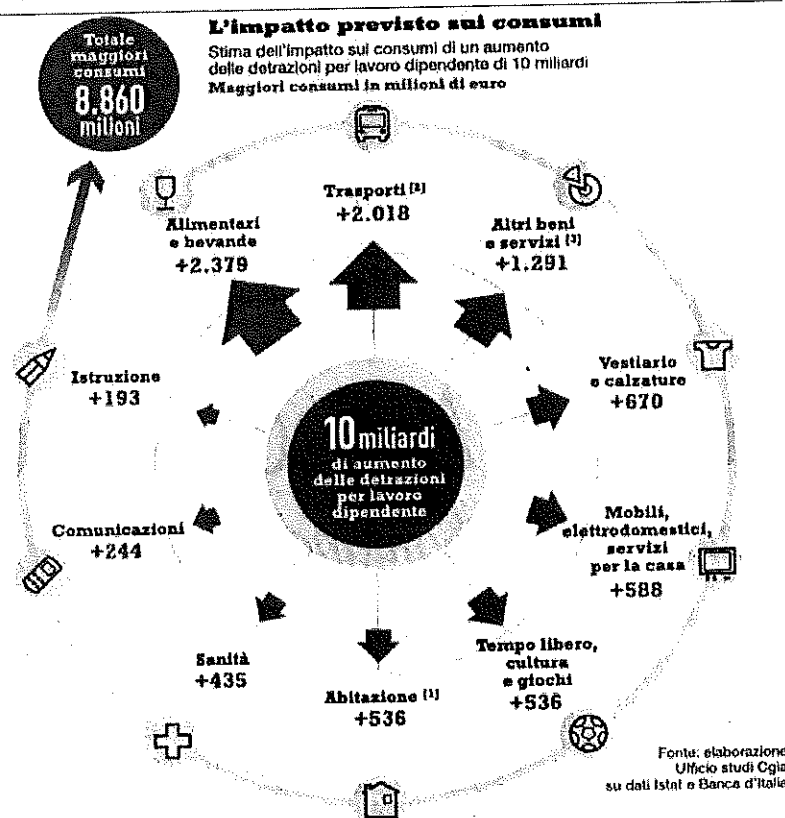 L'impatto previsto sui consumi
Stima dell'impatto sui consumi di un aumento
delle detrazioni per lavoro dipendente di 10 miliardi
Maggiori consumi in milioni di euro
Totale
maggiori
consumi
8.860
milioni
Alimentari
e bevande
+2.379
Trasporti [2]
+2.018
Altri beni
e servizi [3]
+1.291
Vestiario
e calzature
+670
Mobili,
elettrodomestici,
servizi
per la casa
+588
Tempo libero,
cultura
e giochi
+536
Abitazione [1]
+536
Sanità
+435
Comunicazioni
+244
Istruzione
+193
10 miliardi
di aumento
delle detrazioni
per lavoro
dipendente
Fonte: elaborazione
Ufficio studi Cgia
su dati Istat e Banca d'Italia